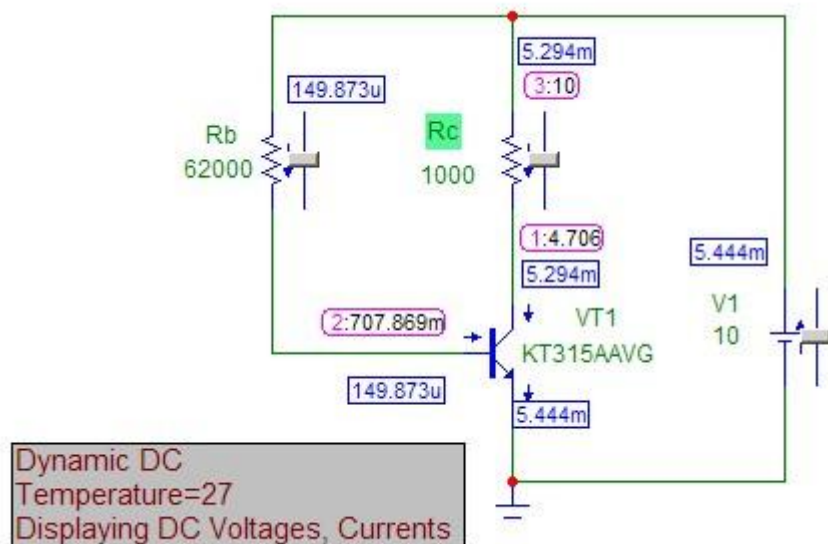 5.294m
3:10
149.873u
Rb
62000
Rc
1000
1:4.706
5.294m
5.444m
V1
10
2:707.869m
VT1
KT315AAVG
149.873u
5.444m
Dynamic DC
Temperature=27
Displaying DC Voltages, Currents